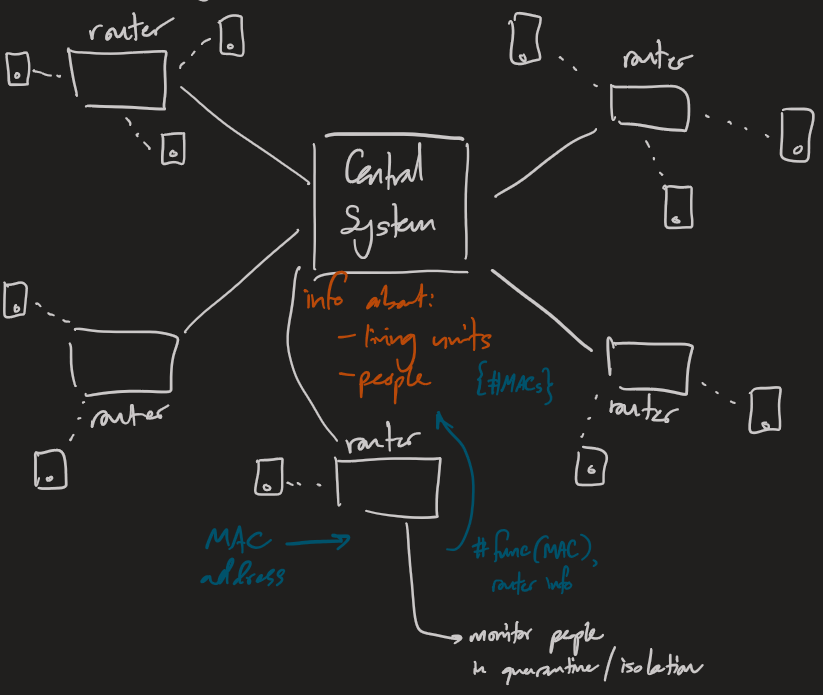 router
router
Central
System
info about:
- living units
- people
{#MACs}
router
router
router
MAC
address
# func(MAC),
router info
monitor people
in quarantine/isolation